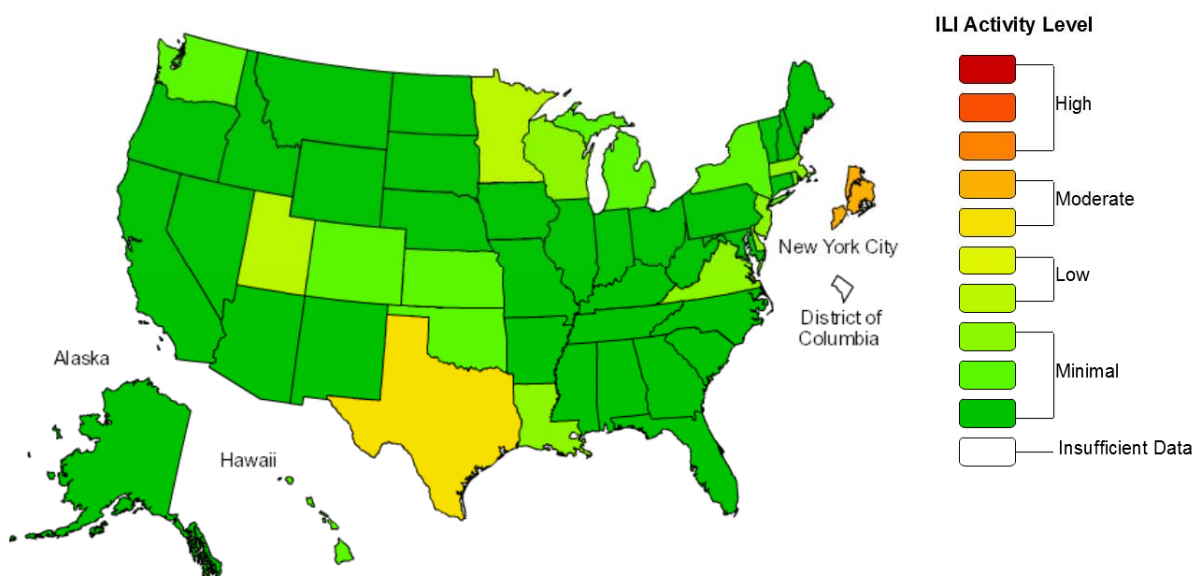 ILI Activity Level
High
Moderate
New York City
Low
District of
Columbia
Alaska
Minimal
Hawaii
Insufficient Data